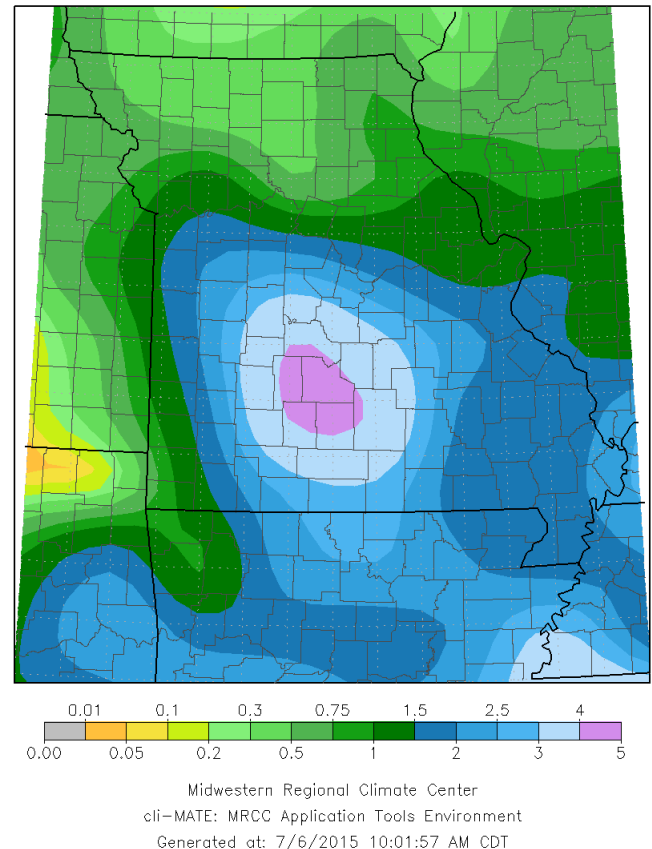 0.01 0.1 0.3 0.75 1.5 2.5 4
0.00 0.05 0.2 0.5 1 2 3 5
Midwestern Regional Climate Center
cli-MATE: MRCC Application Tools Environment
Generated at: 7/6/2015 10:01:57 AM CDT